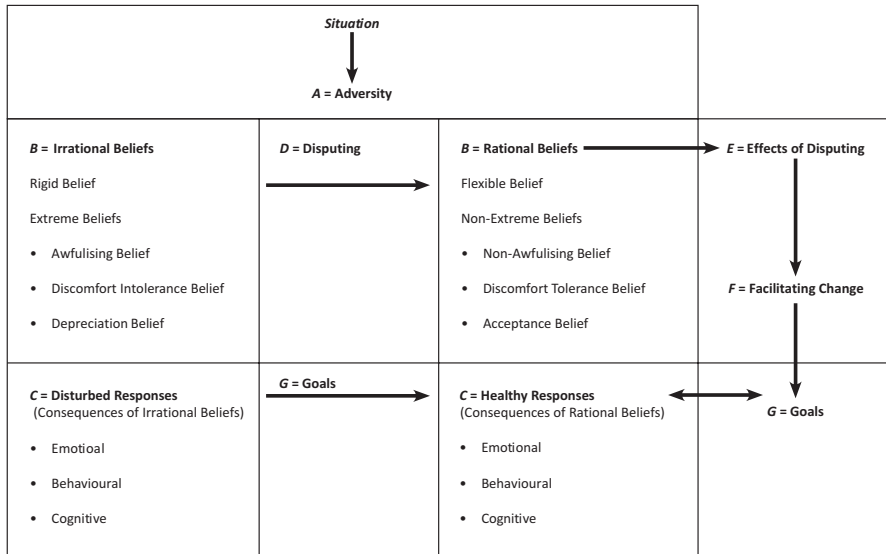 Situation
A = Adversity
B = Irrational Beliefs
Rigid Belief
Extreme Beliefs
• Awfulising Belief
• Discomfort Intolerance Belief
• Depreciation Belief
D = Disputing
B = Rational Beliefs
Flexible Belief
Non-Extreme Beliefs
• Non-Awfulising Belief
• Discomfort Tolerance Belief
• Acceptance Belief
E = Effects of Disputing
F = Facilitating Change
C = Disturbed Responses
(Consequences of Irrational Beliefs)
• Emotioal
• Behavioural
• Cognitive
G = Goals
C = Healthy Responses
(Consequences of Rational Beliefs)
• Emotional
• Behavioural
• Cognitive
G = Goals